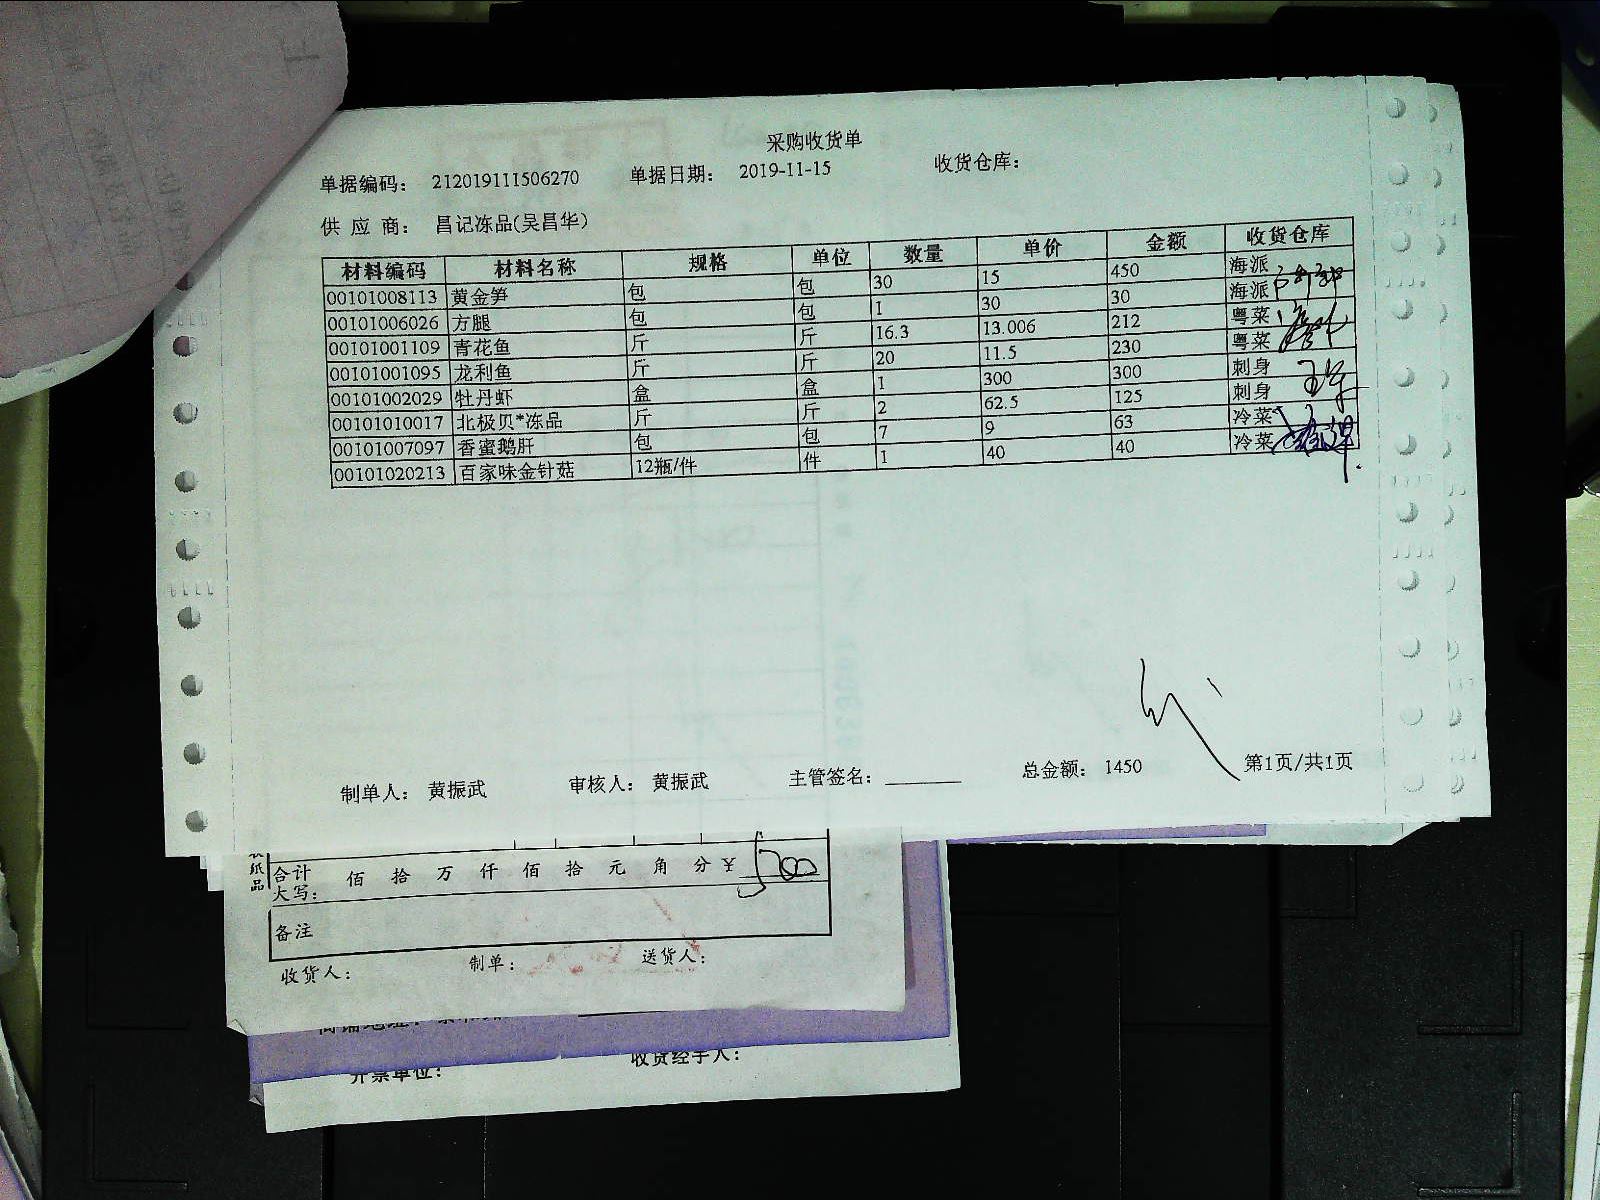 采购收货单
单据编码： 212019111506270 单据日期： 2019-11-15 收货仓库：
供 应 商： 昌记冻品(吴昌华)
材料编码 材料名称 规格 单位 数量 单价 金额 收货仓库
00101008113 黄金笋 包 包 30 15 450 海派
00101006026 方腿 包 包 1 30 30 海派
00101001109 青花鱼 斤 斤 16.3 13.006 212 粤菜
00101001095 龙利鱼 斤 斤 20 11.5 230 粤菜
00101002029 牡丹虾 盒 盒 1 300 300 刺身
00101010017 北极贝*冻品 斤 斤 2 62.5 125 刺身
00101007097 香蜜鹅肝 包 包 7 9 63 冷菜
00101020213 百家味金针菇 12瓶/件 件 1 40 40 冷菜
制单人： 黄振武 审核人： 黄振武 主管签名： 总金额： 1450 第1页/共1页
合计 佰 拾 万 仟 佰 拾 元 角 分 ￥
大写：
备注
收货人： 制单： 送货人：
收货经手人：
开票单位：